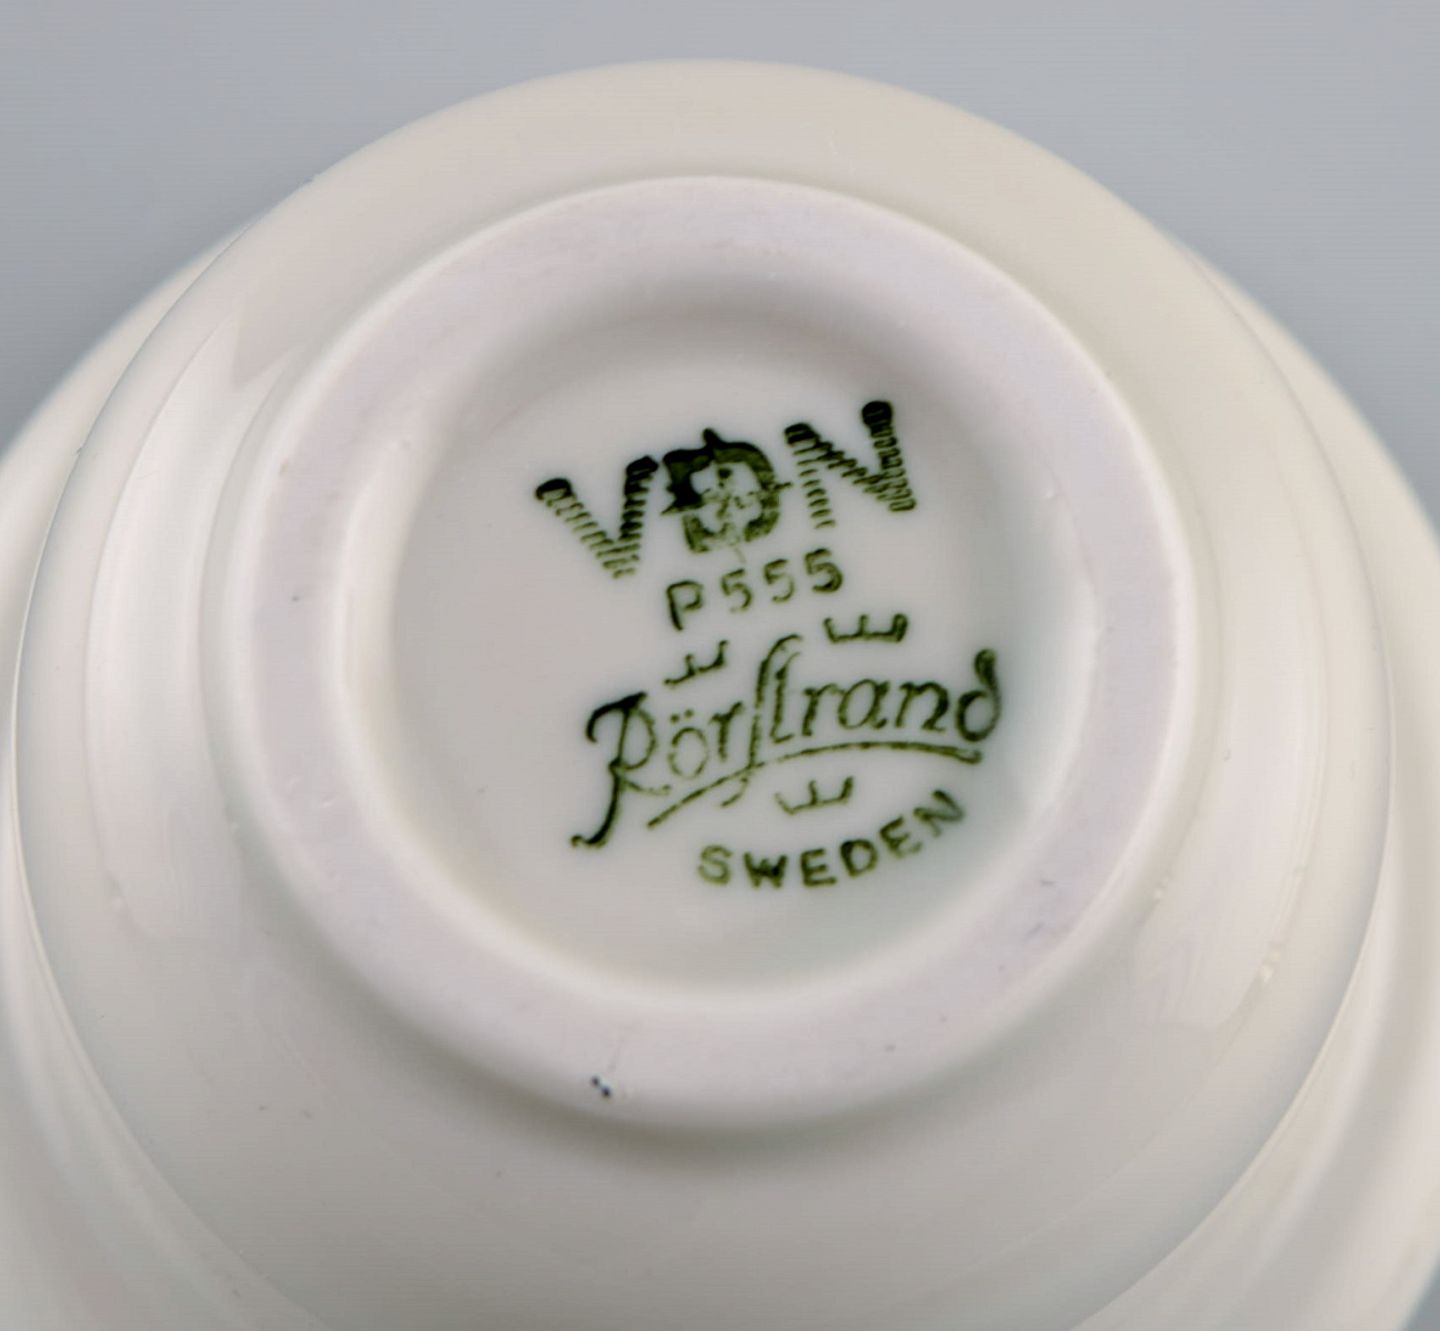 VDN
P555
Rörstrand
SWEDEN